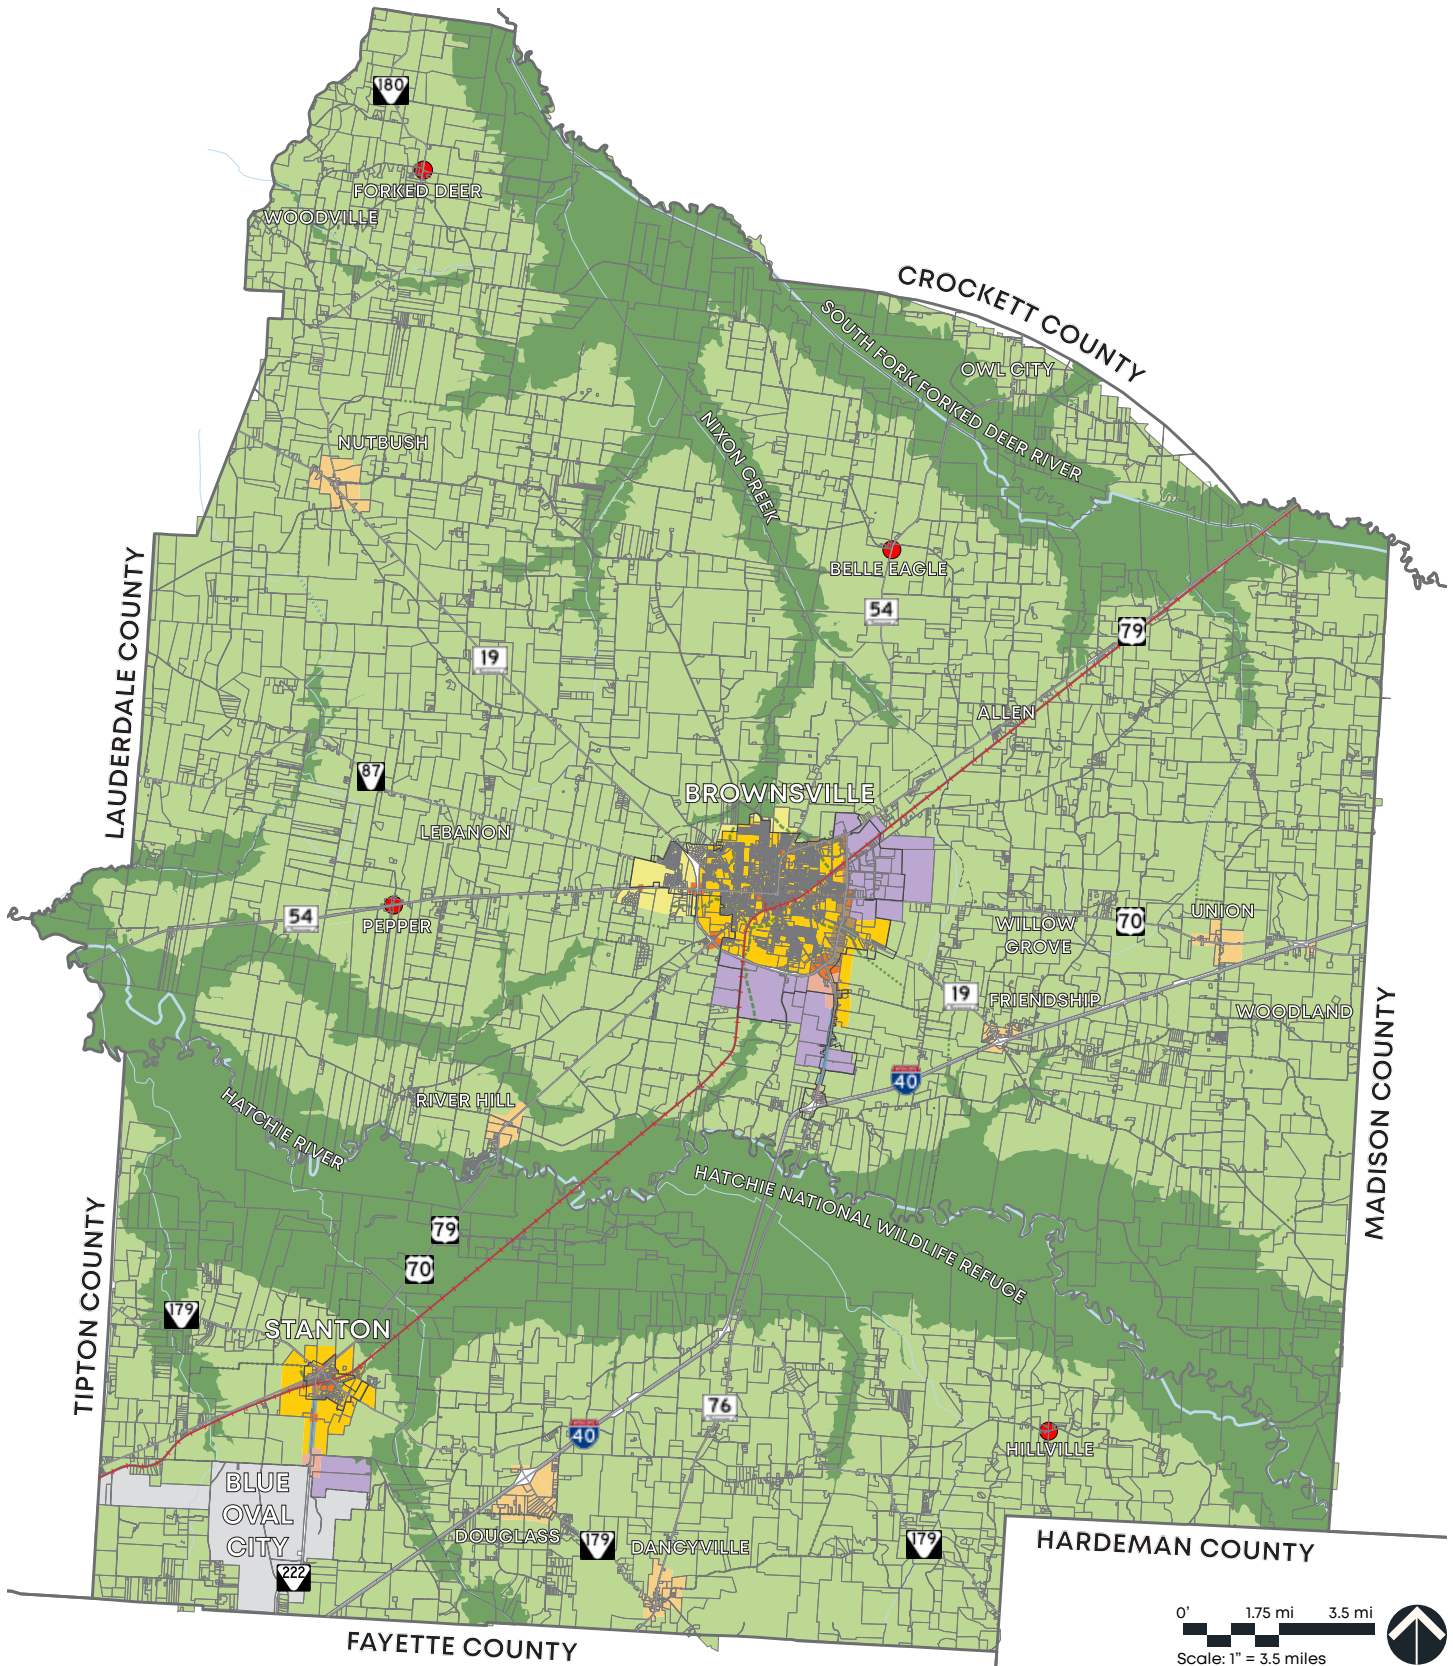 180
FORKED DEER
WOODVILLE
CROCKETT COUNTY
SOUTH FORK FORKED DEER RIVER
OWL CITY
NUTBUSH
NIXON CREEK
BELLE EAGLE
54
LAUDERDALE COUNTY
79
19
ALLEN
87
BROWNSVILLE
LEBANON
54
PEPPER
WILLOW
GROVE
70
UNION
19
FRIENDSHIP
WOODLAND
MADISON COUNTY
40
RIVER HILL
HATCHIE RIVER
HATCHIE NATIONAL WILDLIFE REFUGE
79
70
TIPTON COUNTY
179
STANTON
76
40
HILLVILLE
BLUE
OVAL
CITY
DOUGLASS
179
DANCYVILLE
179
HARDEMAN COUNTY
222
FAYETTE COUNTY
0' 1.75 mi 3.5 mi
Scale: 1" = 3.5 miles